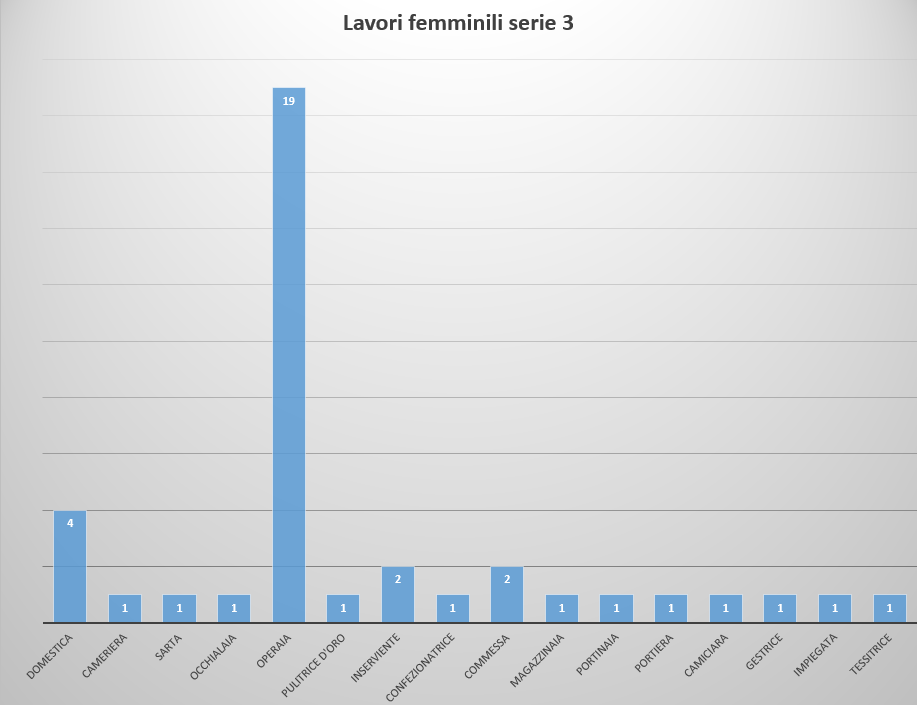 Lavori femminili serie 3
19
4
2
2
1
1
1
1
1
1
1
1
1
1
1
1
DOMESTICA
CAMERIERA
SARTA
OCCHIALAIA
OPERAIA
PULITRICE D'ORO
INSERVIENTE
CONFEZIONATRICE
COMMESSA
MAGAZZINAIA
PORTINAIA
PORTIERA
CAMICIARA
GESTRICE
IMPIEGATA
TESSITRICE